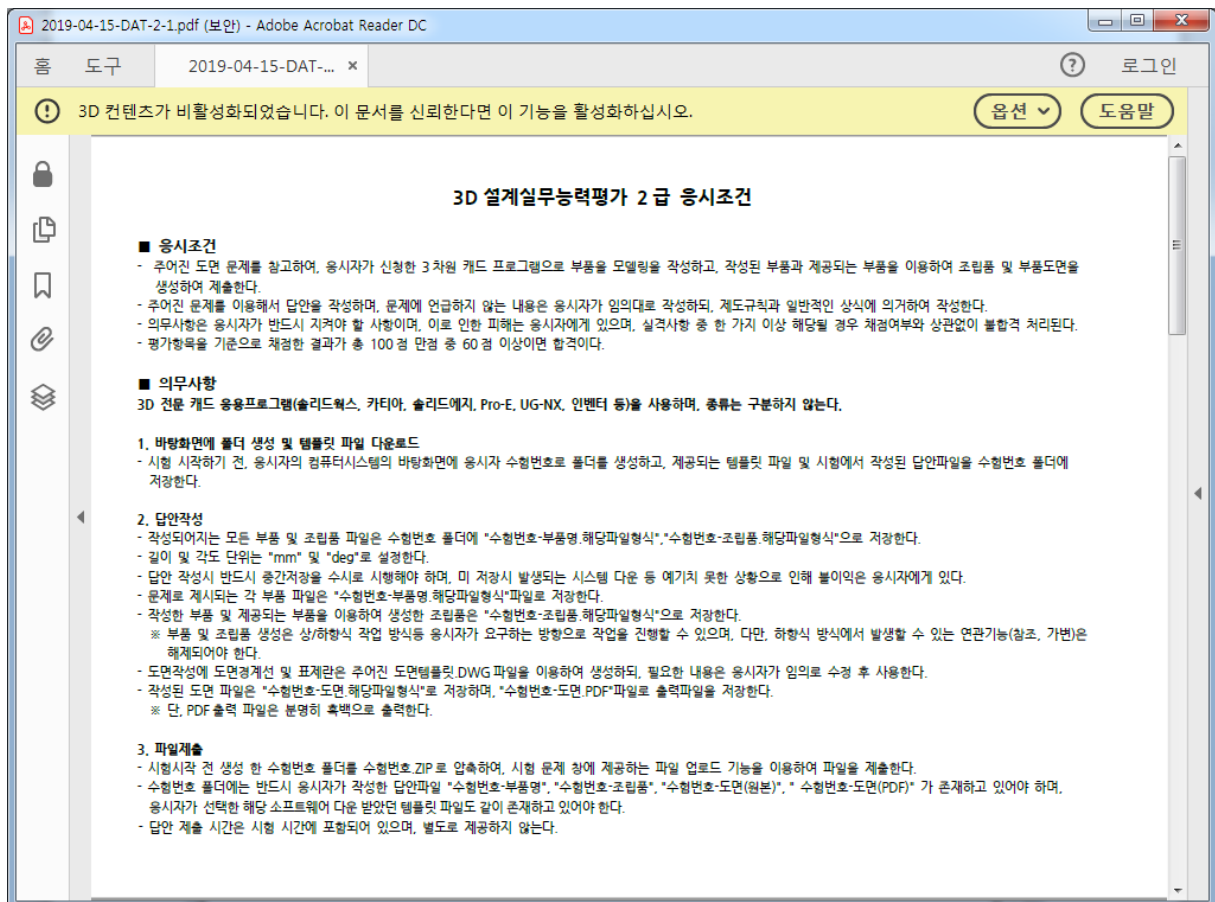 2019-04-15-DAT-2-1.pdf (보안) - Adobe Acrobat Reader DC
홈 도구 2019-04-15-DAT-... × ? 로그인
3D 컨텐츠가 비활성화되었습니다. 이 문서를 신뢰한다면 이 기능을 활성화하십시오. 옵션 도움말
3D 설계실무능력평가 2급 응시조건
■ 응시조건
- 주어진 도면 문제를 참고하여, 응시자가 신청한 3차원 캐드 프로그램으로 부품을 모델링을 작성하고, 작성된 부품과 제공되는 부품을 이용하여 조립품 및 부품도면을
생성하여 제출한다.
- 주어진 문제를 이용해서 답안을 작성하며, 문제에 언급하지 않는 내용은 응시자가 임의대로 작성하되, 제도규칙과 일반적인 상식에 의거하여 작성한다.
- 의무사항은 응시자가 반드시 지켜야 할 사항이며, 이로 인한 피해는 응시자에게 있으며, 실격사항 중 한 가지 이상 해당될 경우 채점여부와 상관없이 불합격 처리된다.
- 평가항목을 기준으로 채점한 결과가 총 100점 만점 중 60점 이상이면 합격이다.
■ 의무사항
3D 전문 캐드 응용프로그램(솔리드웍스, 카티아, 솔리드에지, Pro-E, UG-NX, 인벤터 등)을 사용하며, 종류는 구분하지 않는다.
1. 바탕화면에 폴더 생성 및 템플릿 파일 다운로드
- 시험 시작하기 전, 응시자의 컴퓨터시스템의 바탕화면에 응시자 수험번호로 폴더를 생성하고, 제공되는 템플릿 파일 및 시험에서 작성된 답안파일을 수험번호 폴더에
저장한다.
2. 답안작성
- 작성되어지는 모든 부품 및 조립품 파일은 수험번호 폴더에 "수험번호-부품명.해당파일형식","수험번호-조립품.해당파일형식"으로 저장한다.
- 길이 및 각도 단위는 "mm" 및 "deg"로 설정한다.
- 답안 작성시 반드시 중간저장을 수시로 시행해야 하며, 미 저장시 발생되는 시스템 다운 등 예기치 못한 상황으로 인해 불이익은 응시자에게 있다.
- 문제로 제시되는 각 부품 파일은 "수험번호-부품명.해당파일형식"파일로 저장한다.
- 작성한 부품 및 제공되는 부품을 이용하여 생성한 조립품은 "수험번호-조립품.해당파일형식"으로 저장한다.
※ 부품 및 조립품 생성은 상/하향식 작업 방식등 응시자가 요구하는 방향으로 작업을 진행할 수 있으며, 다만, 하향식 방식에서 발생할 수 있는 연관기능(참조, 가변)은
해제되어야 한다.
- 도면작성에 도면경계선 및 표제란은 주어진 도면템플릿.DWG 파일을 이용하여 생성하되, 필요한 내용은 응시자가 임의로 수정 후 사용한다.
- 작성된 도면 파일은 "수험번호-도면.해당파일형식"로 저장하며, "수험번호-도면.PDF"파일로 출력파일을 저장한다.
※ 단, PDF 출력 파일은 분명히 흑백으로 출력한다.
3. 파일제출
- 시험시작 전 생성 한 수험번호 폴더를 수험번호.ZIP로 압축하여, 시험 문제 창에 제공하는 파일 업로드 기능을 이용하여 파일을 제출한다.
- 수험번호 폴더에는 반드시 응시자가 작성한 답안파일 "수험번호-부품명", "수험번호-조립품", "수험번호-도면(원본)", " 수험번호-도면(PDF)" 가 존재하고 있어야 하며,
응시자가 선택한 해당 소프트웨어 다운 받았던 템플릿 파일도 같이 존재하고 있어야 한다.
- 답안 제출 시간은 시험 시간에 포함되어 있으며, 별도로 제공하지 않는다.